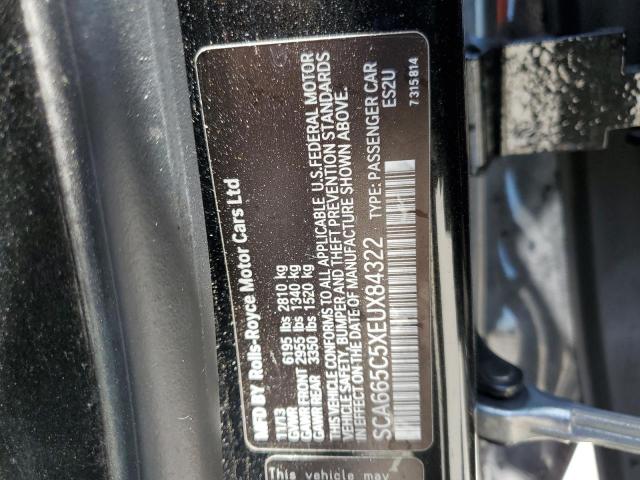 MFD BY Rolls-Royce Motor Cars Ltd
11/13
GVWR 6195 lbs 2810 kg
GAWR FRONT 2955 lbs 1340 kg
GAWR REAR 3350 lbs 1520 kg
THIS VEHICLE CONFORMS TO ALL APPLICABLE U.S.FEDERAL MOTOR
VEHICLE SAFETY, BUMPER AND THEFT PREVENTION STANDARDS
IN EFFECT ON THE DATE OF MANUFACTURE SHOWN ABOVE.
SCA665C5XEUX84322 TYPE: PASSENGER CAR
ES2U
7 315 814
This vehicle may